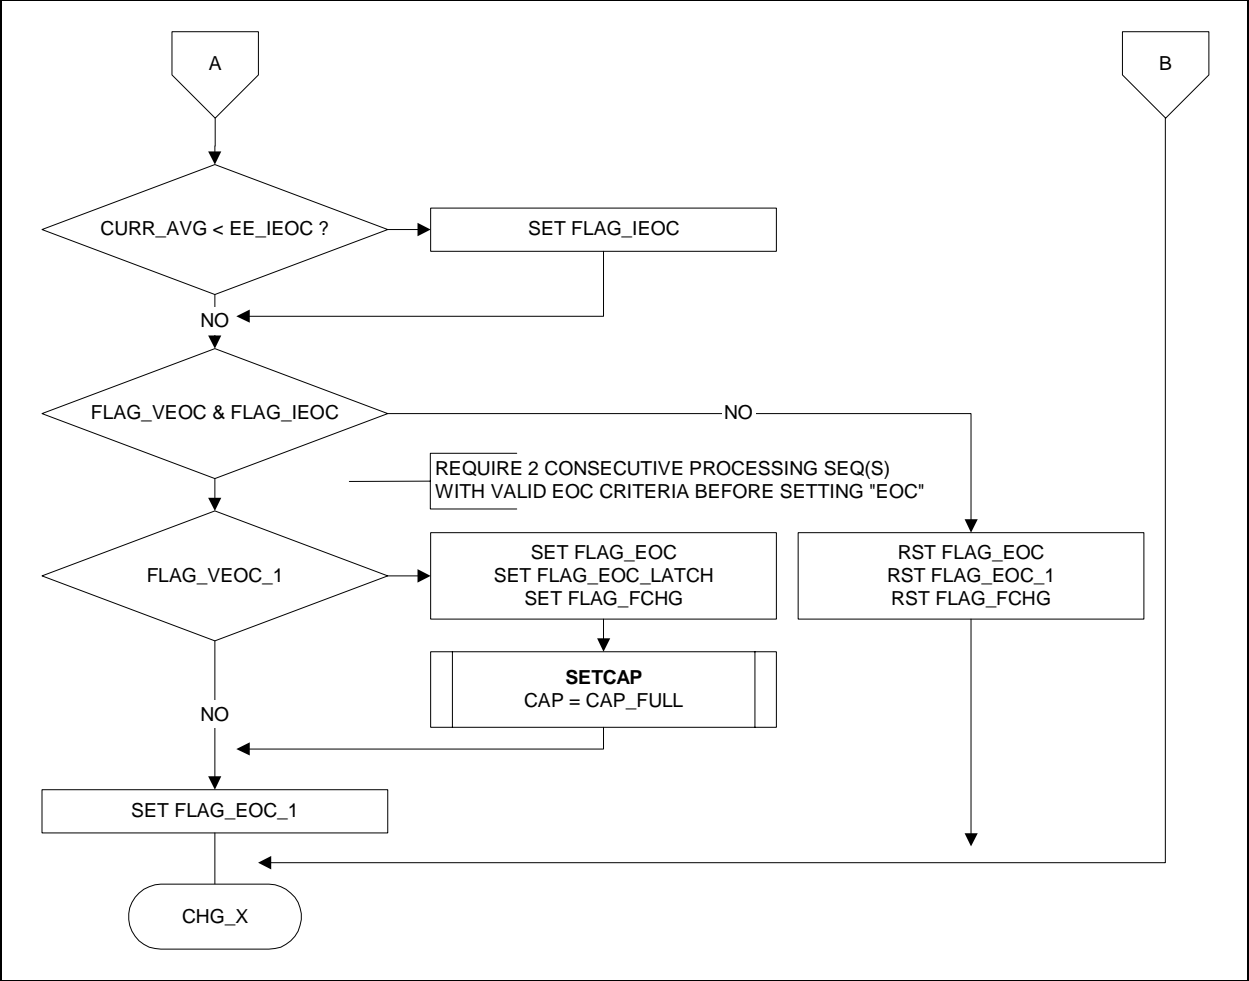 A
B
CURR_AVG < EE_IEOC ?
SET FLAG_IEOC
NO
FLAG_VEOC & FLAG_IEOC
NO
REQUIRE 2 CONSECUTIVE PROCESSING SEQ(S)
WITH VALID EOC CRITERIA BEFORE SETTING "EOC"
FLAG_VEOC_1
SET FLAG_EOC
SET FLAG_EOC_LATCH
SET FLAG_FCHG
RST FLAG_EOC
RST FLAG_EOC_1
RST FLAG_FCHG
SETCAP
CAP = CAP_FULL
NO
SET FLAG_EOC_1
CHG_X